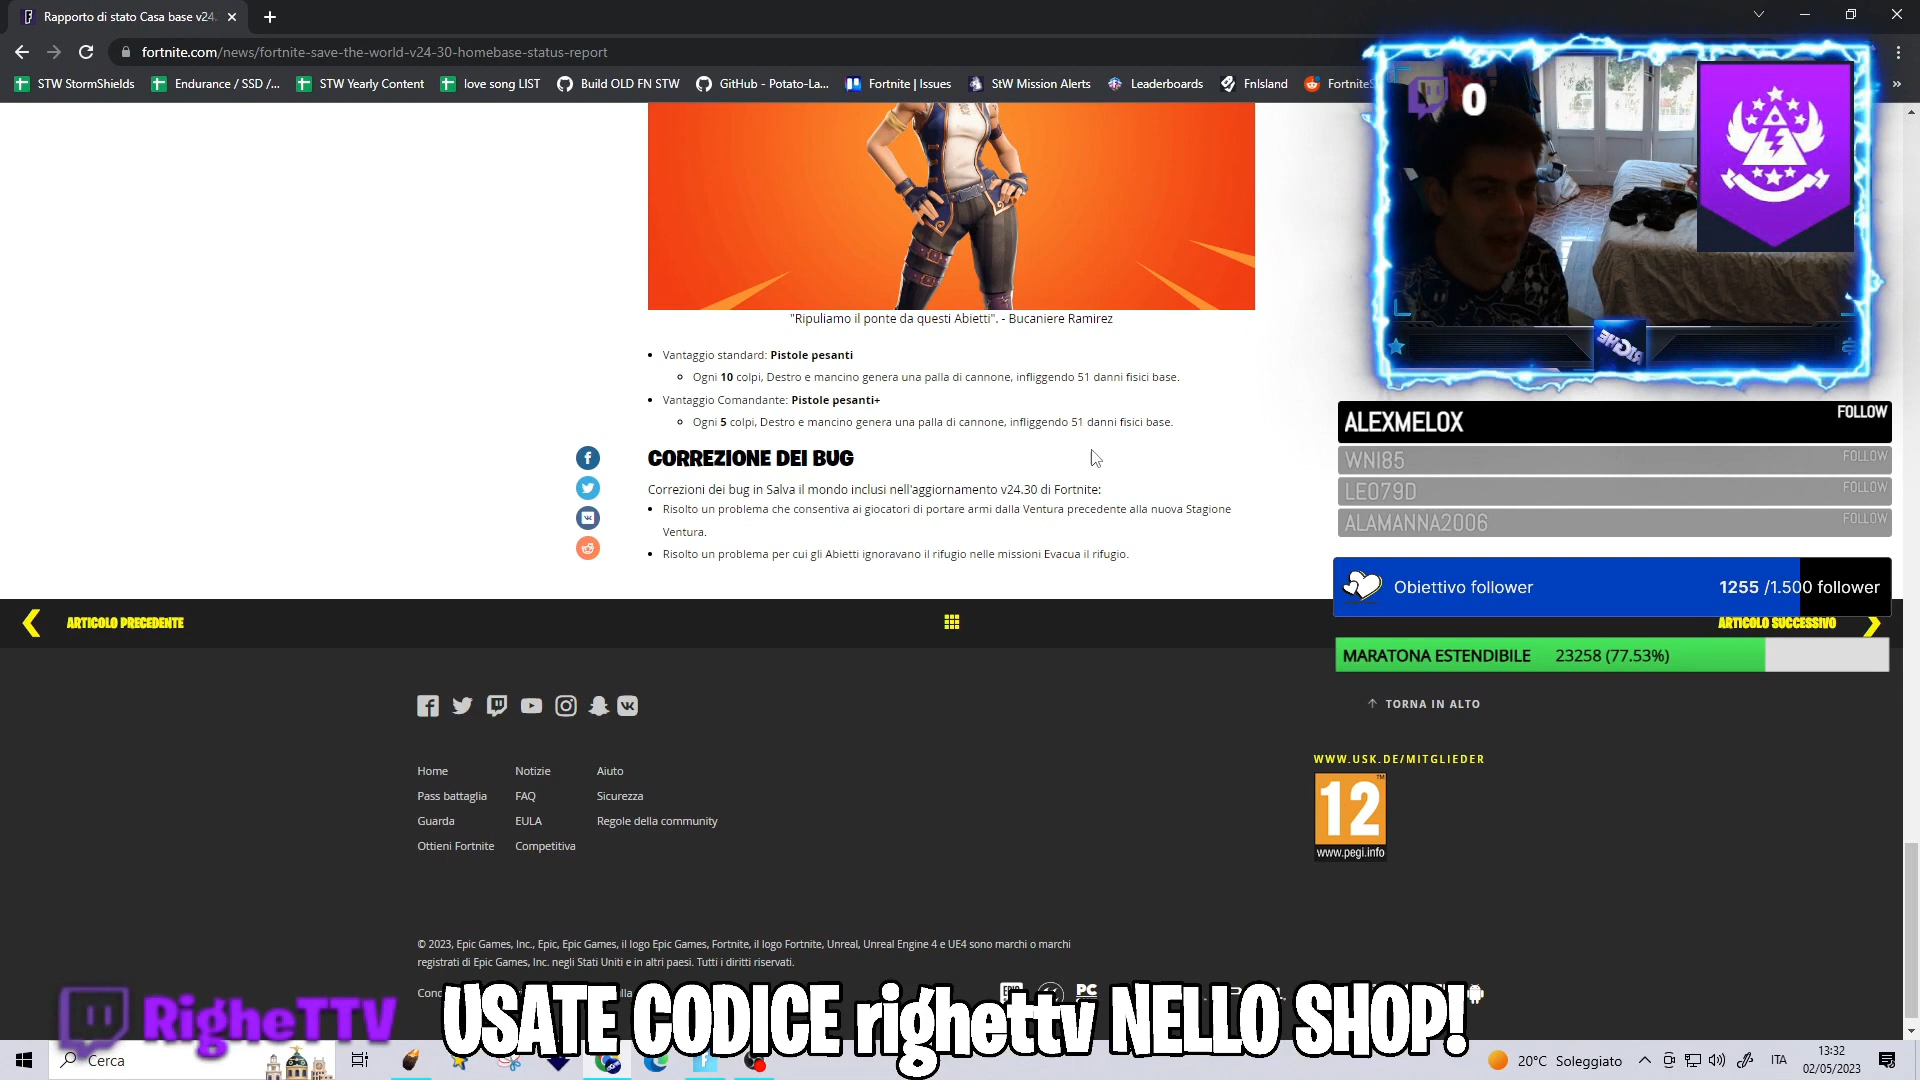 Rapporto di stato Casa base v24.
fortnite.com/news/fortnite-save-the-world-v24-30-homebase-status-report
STW StormShields
Endurance / SSD /...
STW Yearly Content
love song LIST
Build OLD FN STW
GitHub - Potato-La...
Fortnite | Issues
StW Mission Alerts
Leaderboards
FnIsland
0
"Ripuliamo il ponte da questi Abietti". - Bucaniere Ramirez
Vantaggio standard: Pistole pesanti
Ogni 10 colpi, Destro e mancino genera una palla di cannone, infliggendo 51 danni fisici base.
Vantaggio Comandante: Pistole pesanti+
Ogni 5 colpi, Destro e mancino genera una palla di cannone, infliggendo 51 danni fisici base.
CORREZIONE DEI BUG
Correzioni dei bug in Salva il mondo inclusi nell'aggiornamento v24.30 di Fortnite:
Risolto un problema che consentiva ai giocatori di portare armi dalla Ventura precedente alla nuova Stagione
Ventura.
Risolto un problema per cui gli Abietti ignoravano il rifugio nelle missioni Evacua il rifugio.
RIGHE
ALEXMELOX FOLLOW
WNI85 FOLLOW
LEO79D FOLLOW
ALAMANNA2006 FOLLOW
Obiettivo follower 1255 /1.500 follower
ARTICOLO PRECEDENTE
ARTICOLO SUCCESSIVO
MARATONA ESTENDIBILE 23258 (77.53%)
TORNA IN ALTO
WWW.USK.DE/MITGLIEDER
12
www.pegi.info
Home
Notizie
Aiuto
Pass battaglia
FAQ
Sicurezza
Guarda
EULA
Regole della community
Ottieni Fortnite
Competitiva
© 2023, Epic Games, Inc., Epic, Epic Games, il logo Epic Games, Fortnite, il logo Fortnite, Unreal, Unreal Engine 4 e UE4 sono marchi o marchi
registrati di Epic Games, Inc. negli Stati Uniti e in altri paesi. Tutti i diritti riservati.
PC
RigheTTV
USATE CODICE righettv NELLO SHOP!
Cerca
20°C Soleggiato
ITA
13:32
02/05/2023